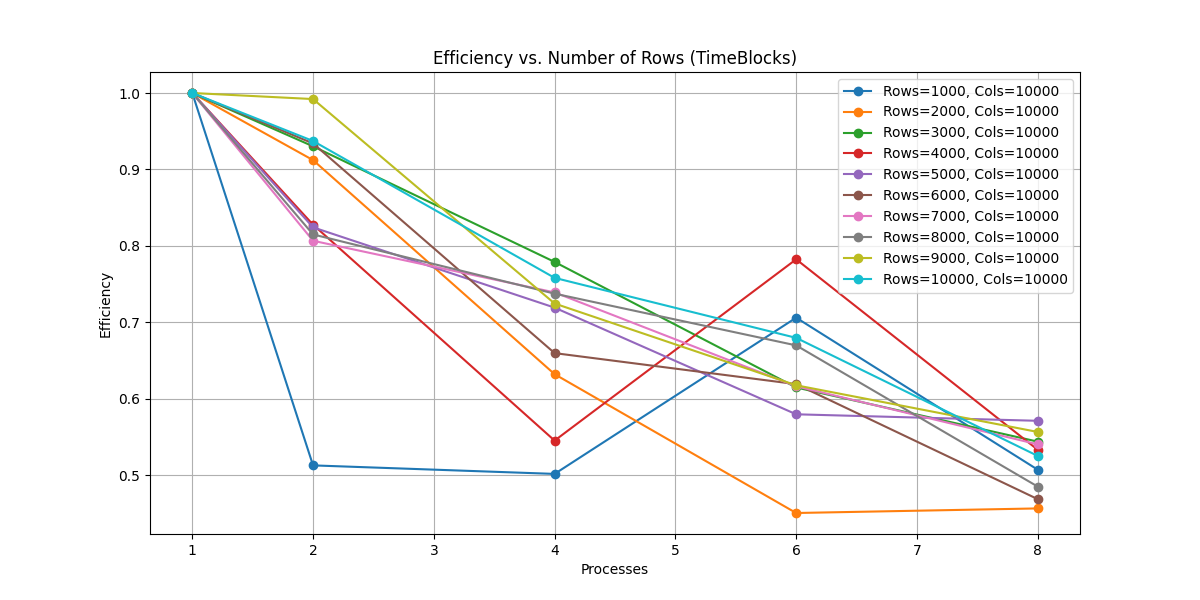 Efficiency vs. Number of Rows (TimeBlocks)
Rows=1000, Cols=10000
Rows=2000, Cols=10000
Rows=3000, Cols=10000
Rows=4000, Cols=10000
Rows=5000, Cols=10000
Rows=6000, Cols=10000
Rows=7000, Cols=10000
Rows=8000, Cols=10000
Rows=9000, Cols=10000
Rows=10000, Cols=10000
Efficiency
1.0
0.9
0.8
0.7
0.6
0.5
1 2 3 4 5 6 7 8
Processes